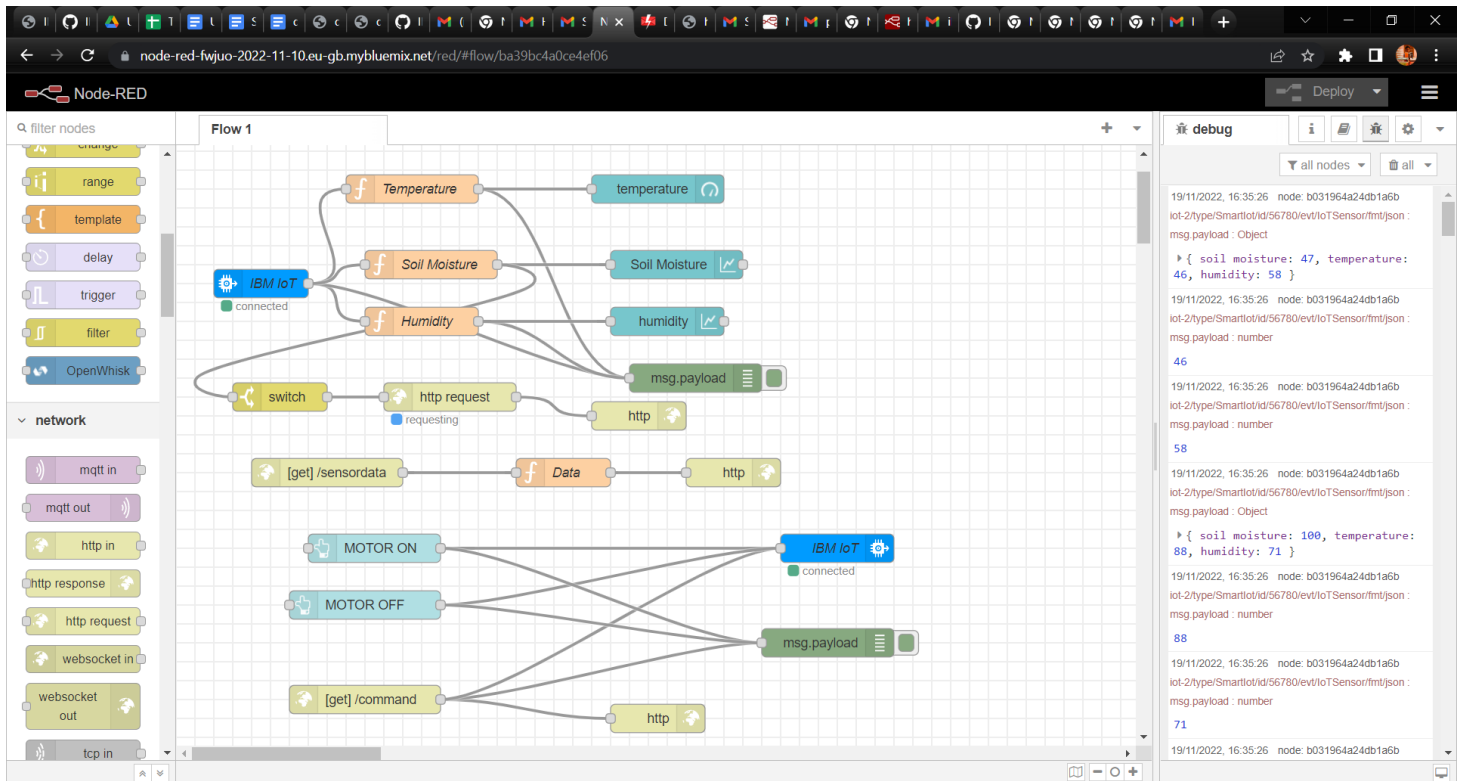 node-red-fwjuo-2022-11-10.eu-gb.mybluemix.net/red/#flow/ba39bc4a0ce4ef06
Node-RED
Deploy
filter nodes
change
range
template
delay
trigger
filter
OpenWhisk
network
mqtt in
mqtt out
http in
http response
http request
websocket in
websocket
out
tcp in
Flow 1
Temperature
temperature
Soil Moisture
Soil Moisture
IBM IoT
connected
Humidity
humidity
msg.payload
switch
http request
requesting
http
[get] /sensordata
Data
http
MOTOR ON
IBM IoT
connected
MOTOR OFF
msg.payload
[get] /command
http
debug
all nodes
all
19/11/2022, 16:35:26 node: b031964a24db1a6b
iot-2/type/SmartIot/id/56780/evt/IoTSensor/fmt/json :
msg.payload : Object
{ soil moisture: 47, temperature:
46, humidity: 58 }
19/11/2022, 16:35:26 node: b031964a24db1a6b
iot-2/type/SmartIot/id/56780/evt/IoTSensor/fmt/json :
msg.payload : number
46
19/11/2022, 16:35:26 node: b031964a24db1a6b
iot-2/type/SmartIot/id/56780/evt/IoTSensor/fmt/json :
msg.payload : number
58
19/11/2022, 16:35:26 node: b031964a24db1a6b
iot-2/type/SmartIot/id/56780/evt/IoTSensor/fmt/json :
msg.payload : Object
{ soil moisture: 100, temperature:
88, humidity: 71 }
19/11/2022, 16:35:26 node: b031964a24db1a6b
iot-2/type/SmartIot/id/56780/evt/IoTSensor/fmt/json :
msg.payload : number
88
19/11/2022, 16:35:26 node: b031964a24db1a6b
iot-2/type/SmartIot/id/56780/evt/IoTSensor/fmt/json :
msg.payload : number
71
19/11/2022, 16:35:26 node: b031964a24db1a6b